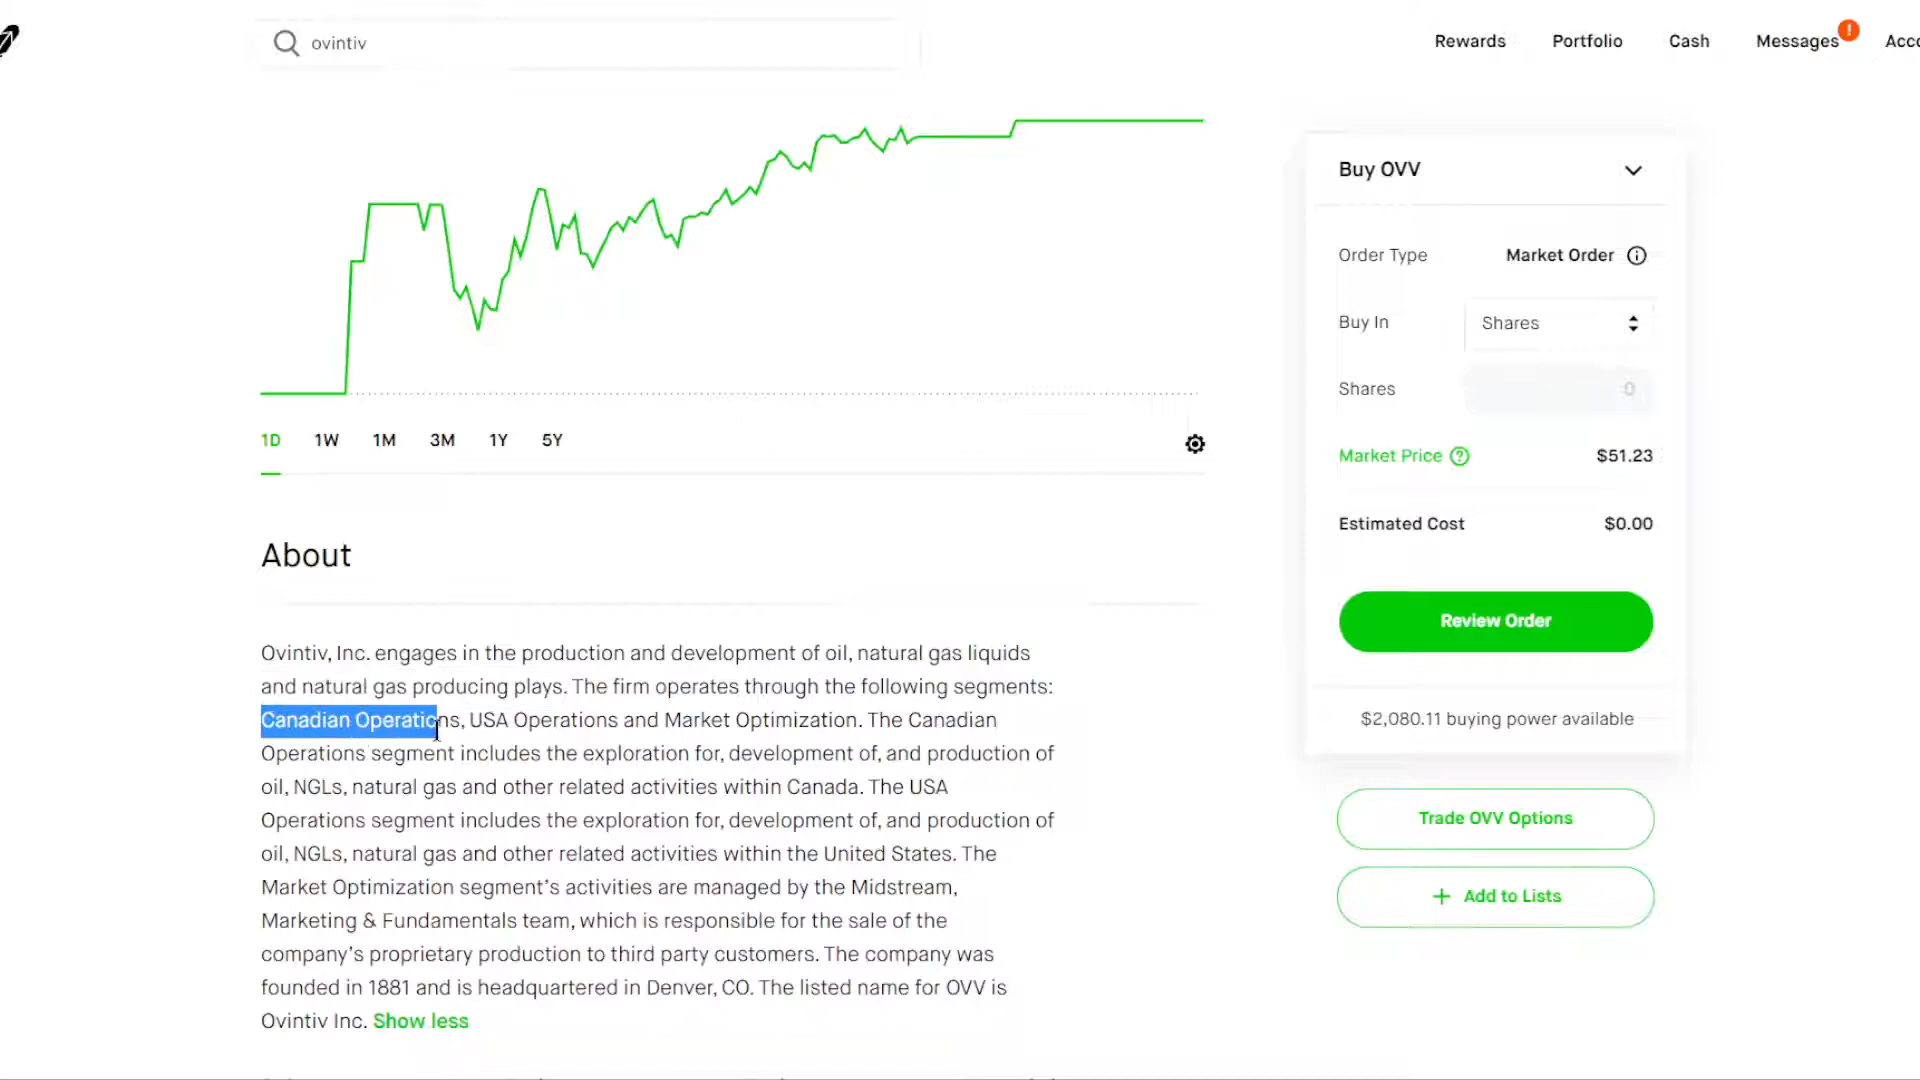 ovintiv
Rewards Portfolio Cash Messages !
1D 1W 1M 3M 1Y 5Y
About
Ovintiv, Inc. engages in the production and development of oil, natural gas liquids
and natural gas producing plays. The firm operates through the following segments:
Canadian Operations, USA Operations and Market Optimization. The Canadian
Operations segment includes the exploration for, development of, and production of
oil, NGLs, natural gas and other related activities within Canada. The USA
Operations segment includes the exploration for, development of, and production of
oil, NGLs, natural gas and other related activities within the United States. The
Market Optimization segment's activities are managed by the Midstream,
Marketing & Fundamentals team, which is responsible for the sale of the
company's proprietary production to third party customers. The company was
founded in 1881 and is headquartered in Denver, CO. The listed name for OVV is
Ovintiv Inc. Show less
Buy OVV
Order Type Market Order
Buy In Shares
Shares 0
Market Price ? $51.23
Estimated Cost $0.00
Review Order
$2,080.11 buying power available
Trade OVV Options
+ Add to Lists